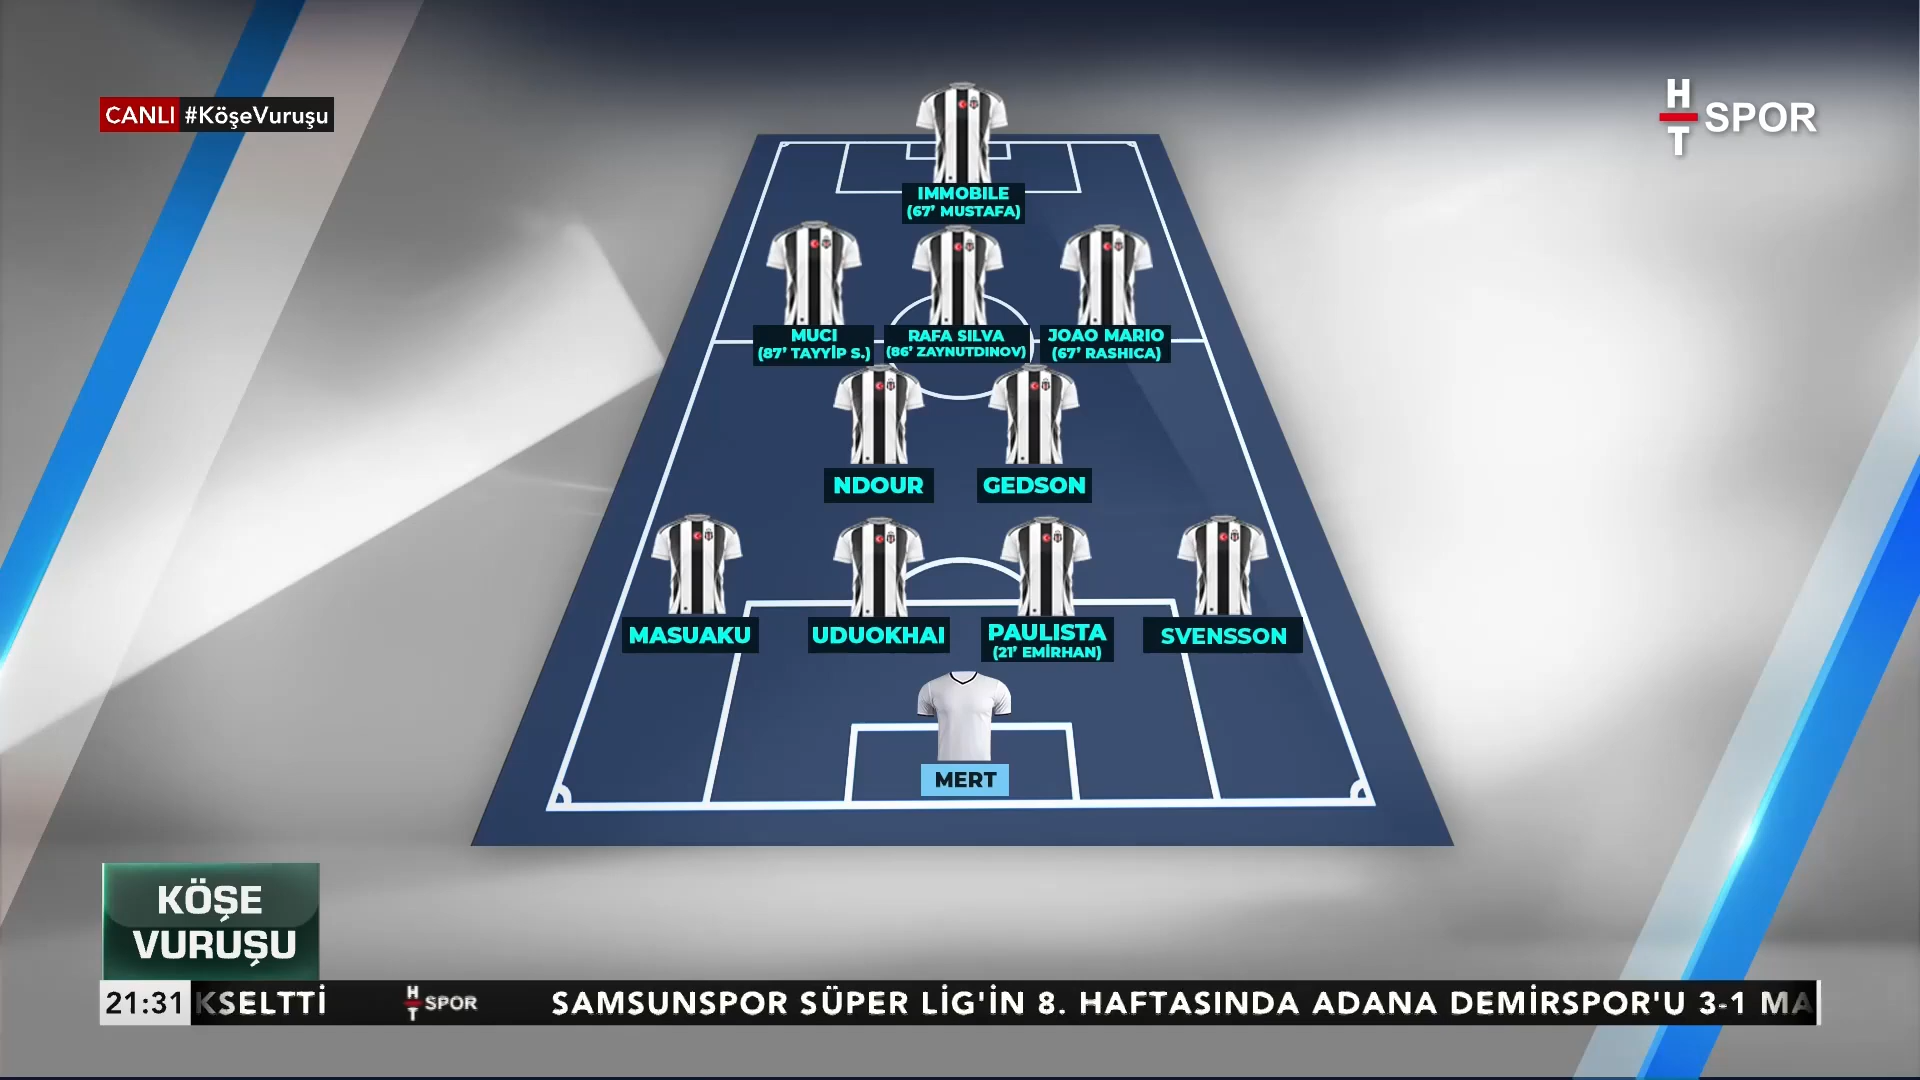 CANLI #KöşeVuruşu
H
T SPOR
IMMOBILE
(67’ MUSTAFA)
MUCI
(87’ TAYYİP S.)
RAFA SILVA
(86’ ZAYNUTDINOV)
JOAO MARIO
(67’ RASHICA)
NDOUR
GEDSON
MASUAKU
UDUOKHAI
PAULISTA
(21’ EMİRHAN)
SVENSSON
MERT
KÖŞE
VURUŞU
21:31 KSELTTİ HT SPOR SAMSUNSPOR SÜPER LİG'İN 8. HAFTASINDA ADANA DEMİRSPOR'U 3-1 MA